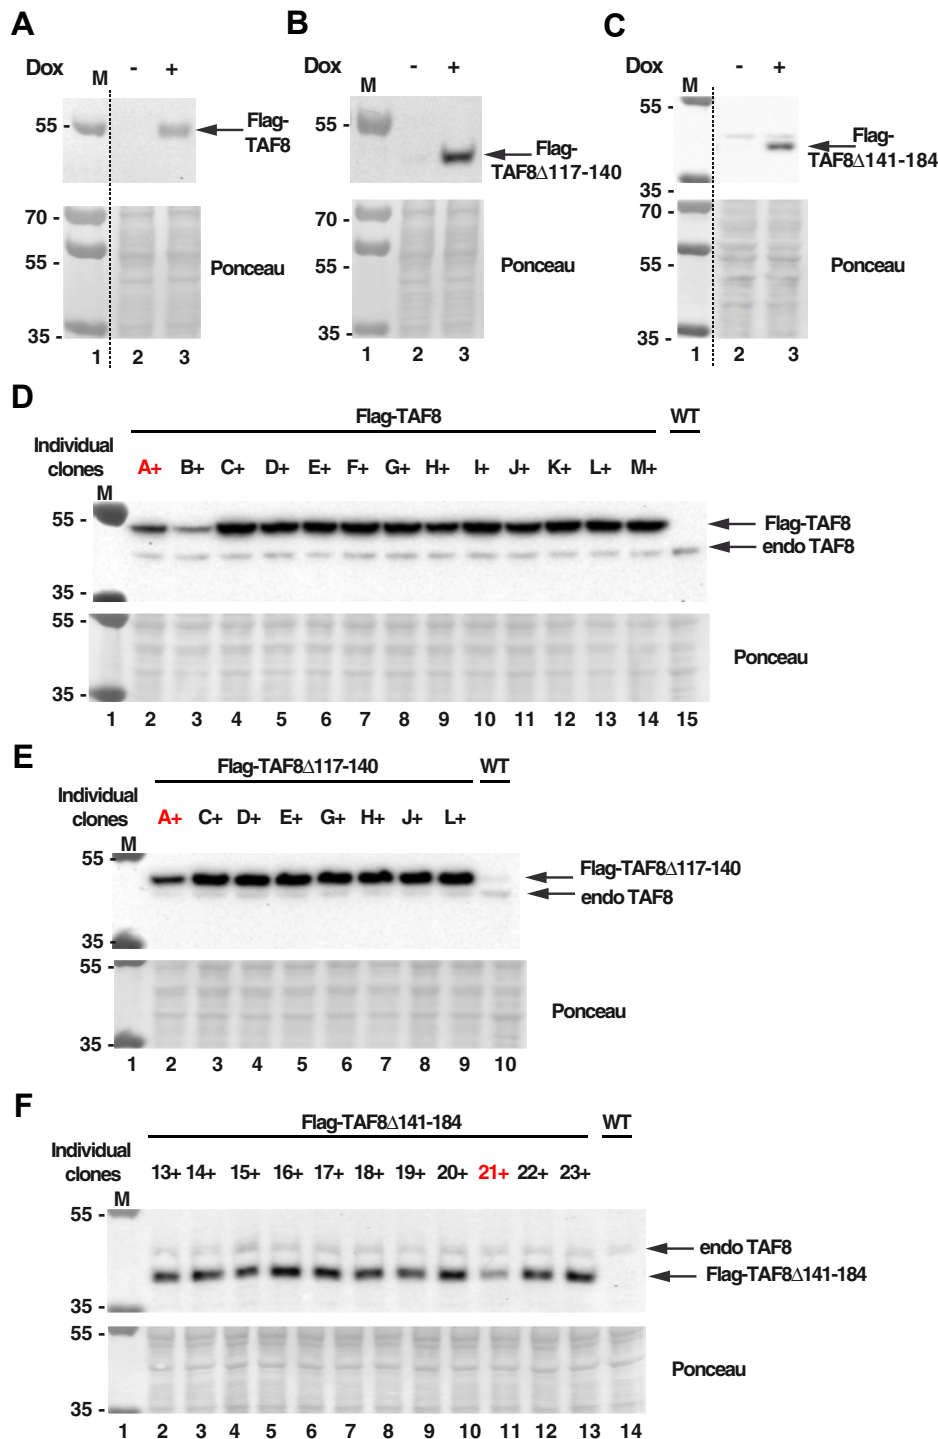 A
Dox M - +
55 -
Flag-
TAF8
70 -
55 -
35 -
Ponceau
1 2 3
B
Dox M - +
55 -
Flag-
TAF8Δ117-140
70 -
55 -
35 -
Ponceau
1 2 3
C
Dox M - +
55 -
35 -
Flag-
TAF8Δ141-184
70 -
55 -
35 -
Ponceau
1 2 3
D
Flag-TAF8 WT
Individual
clones
M A+ B+ C+ D+ E+ F+ G+ H+ I+ J+ K+ L+ M+
55 -
Flag-TAF8
endo TAF8
35 -
55 -
Ponceau
35 -
1 2 3 4 5 6 7 8 9 10 11 12 13 14 15
E
Flag-TAF8Δ117-140 WT
Individual
clones
M A+ C+ D+ E+ G+ H+ J+ L+
55 -
Flag-TAF8Δ117-140
endo TAF8
35 -
55 -
Ponceau
35 -
1 2 3 4 5 6 7 8 9 10
F
Flag-TAF8Δ141-184 WT
Individual
clones
M 13+ 14+ 15+ 16+ 17+ 18+ 19+ 20+ 21+ 22+ 23+
55 -
endo TAF8
Flag-TAF8Δ141-184
35 -
55 -
Ponceau
35 -
1 2 3 4 5 6 7 8 9 10 11 12 13 14